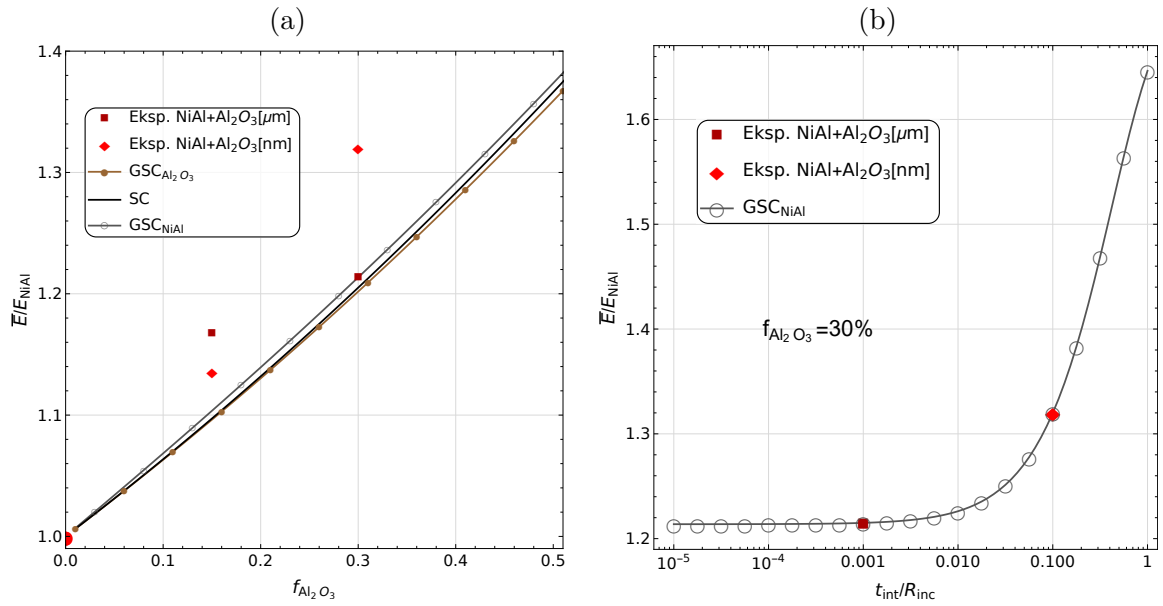 (a)
1.4
1.3
1.2
1.1
1.0
E̅/E_NiAl
Eksp. NiAl+Al₂O₃[μm]
Eksp. NiAl+Al₂O₃[nm]
GSC_Al₂O₃
SC
GSC_NiAl
0.0 0.1 0.2 0.3 0.4 0.5
f_Al₂O₃
(b)
1.6
1.5
1.4
1.3
1.2
E̅/E_NiAl
Eksp. NiAl+Al₂O₃[μm]
Eksp. NiAl+Al₂O₃[nm]
GSC_NiAl
f_Al₂O₃=30%
10⁻⁵ 10⁻⁴ 0.001 0.010 0.100 1
t_int/R_inc